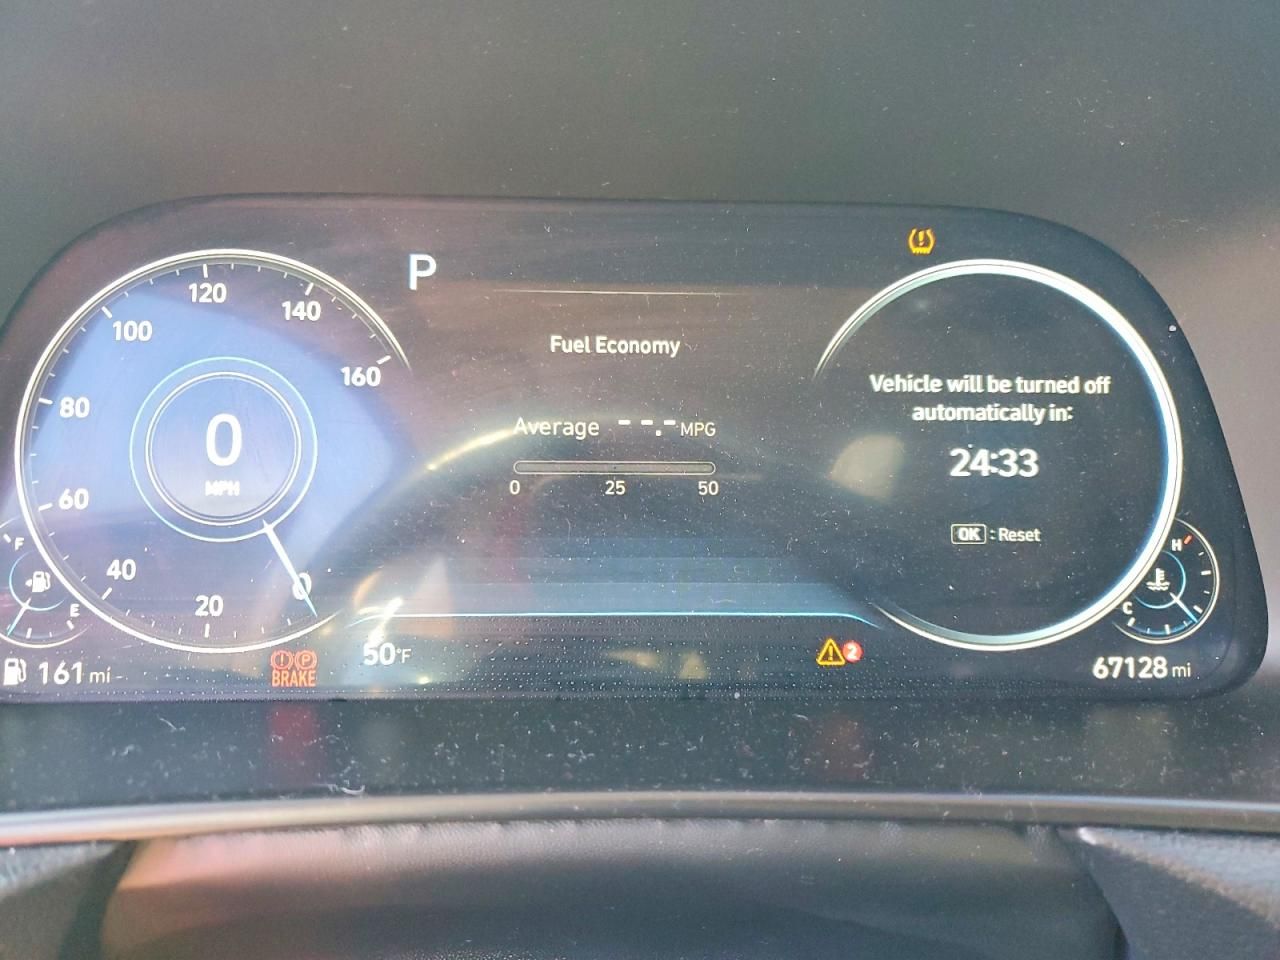 P
120
140
100
160
80
60
40
20
0
0
MPH
F
E
Fuel Economy
Average --.- MPG
0 25 50
Vehicle will be turned off
automatically in:
24:33
OK : Reset
H
C
161 mi
P
BRAKE
50°F
2
67128 mi